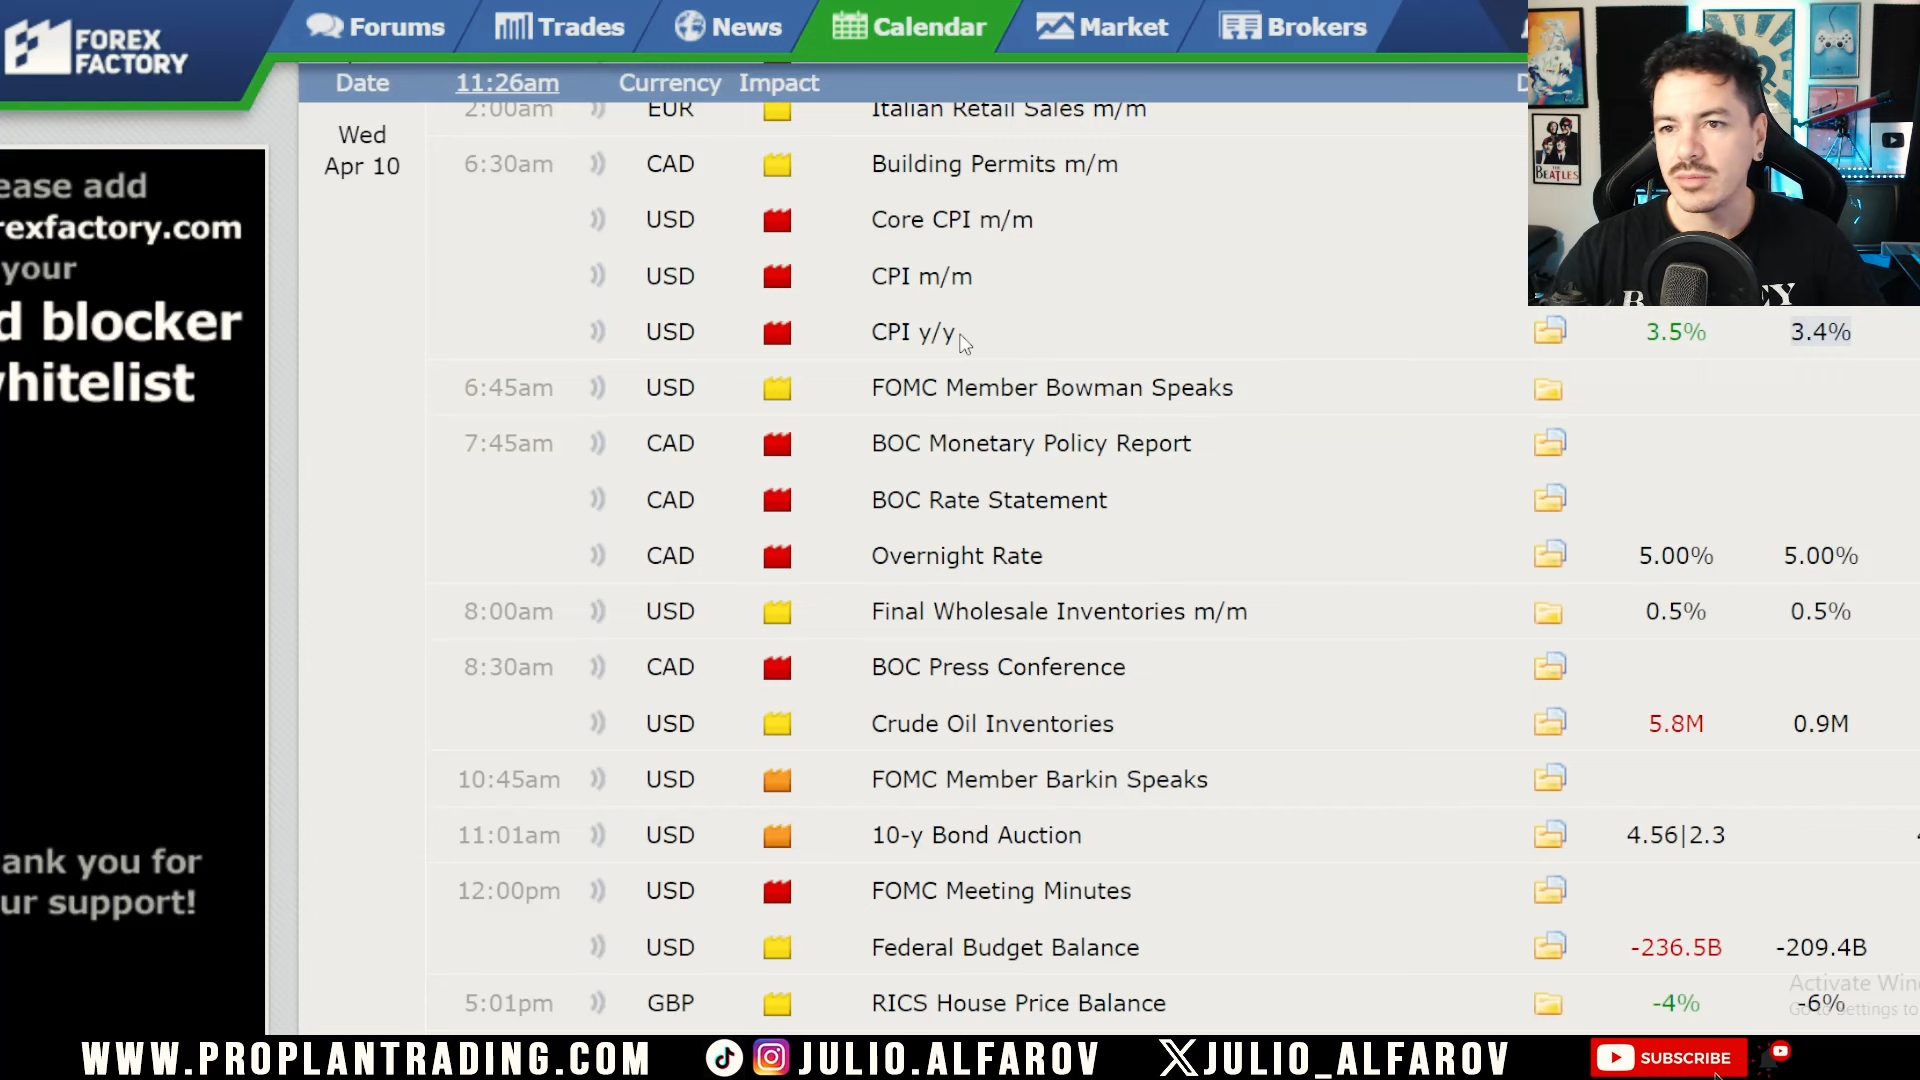 FOREX
FACTORY
Forums
Trades
News
Calendar
Market
Brokers
Date 11:26am Currency Impact
2:00am EUR Italian Retail Sales m/m
Wed
Apr 10
6:30am CAD Building Permits m/m
USD Core CPI m/m
USD CPI m/m
USD CPI y/y 3.5% 3.4%
6:45am USD FOMC Member Bowman Speaks
7:45am CAD BOC Monetary Policy Report
CAD BOC Rate Statement
CAD Overnight Rate 5.00% 5.00%
8:00am USD Final Wholesale Inventories m/m 0.5% 0.5%
8:30am CAD BOC Press Conference
USD Crude Oil Inventories 5.8M 0.9M
10:45am USD FOMC Member Barkin Speaks
11:01am USD 10-y Bond Auction 4.56|2.3
12:00pm USD FOMC Meeting Minutes
USD Federal Budget Balance -236.5B -209.4B
5:01pm GBP RICS House Price Balance -4% -6%
ease add
rexfactory.com
your
d blocker
hitelist
ank you for
ur support!
THE
BEATLES
Activate Win
Settings to
WWW.PROPLANTRADING.COM JULIO.ALFAROV JULIO_ALFAROV SUBSCRIBE